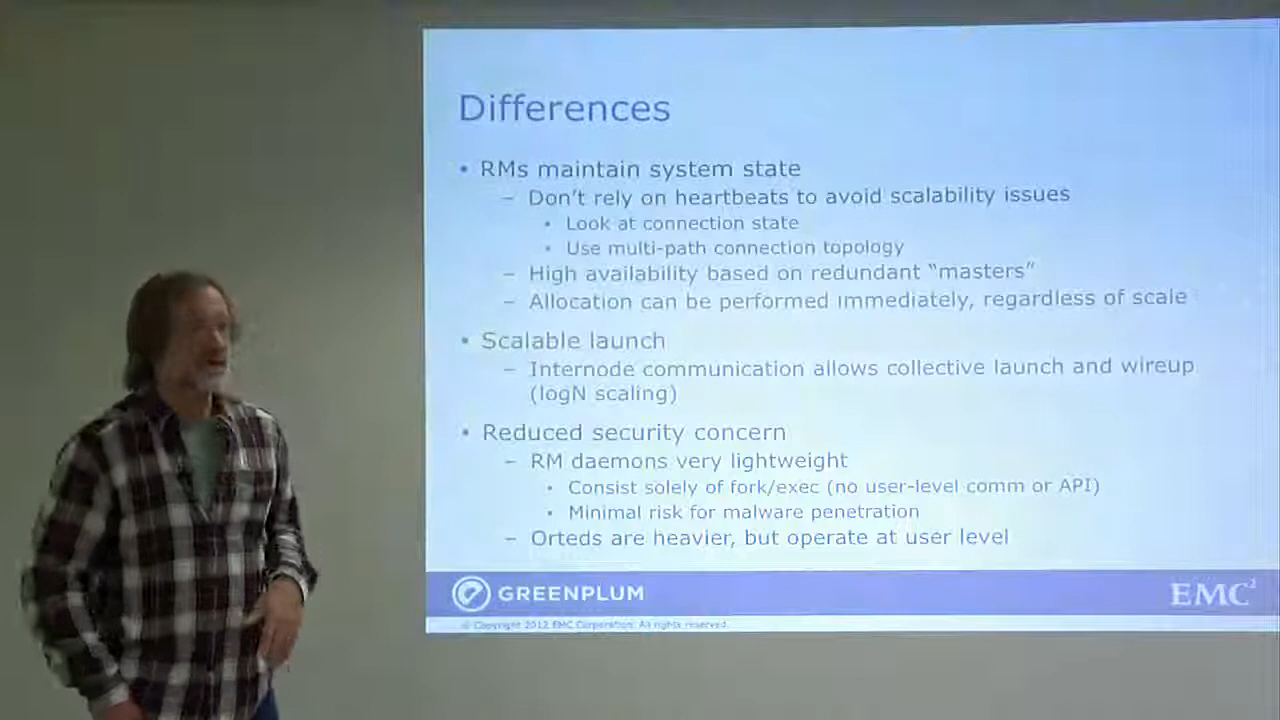 Differences
• RMs maintain system state
– Don't rely on heartbeats to avoid scalability issues
• Look at connection state
• Use multi-path connection topology
– High availability based on redundant “masters”
– Allocation can be performed immediately, regardless of scale
• Scalable launch
– Internode communication allows collective launch and wireup
(logN scaling)
• Reduced security concern
– RM daemons very lightweight
• Consist solely of fork/exec (no user-level comm or API)
• Minimal risk for malware penetration
– Orteds are heavier, but operate at user level
GREENPLUM
EMC²
© Copyright 2012 EMC Corporation. All rights reserved.